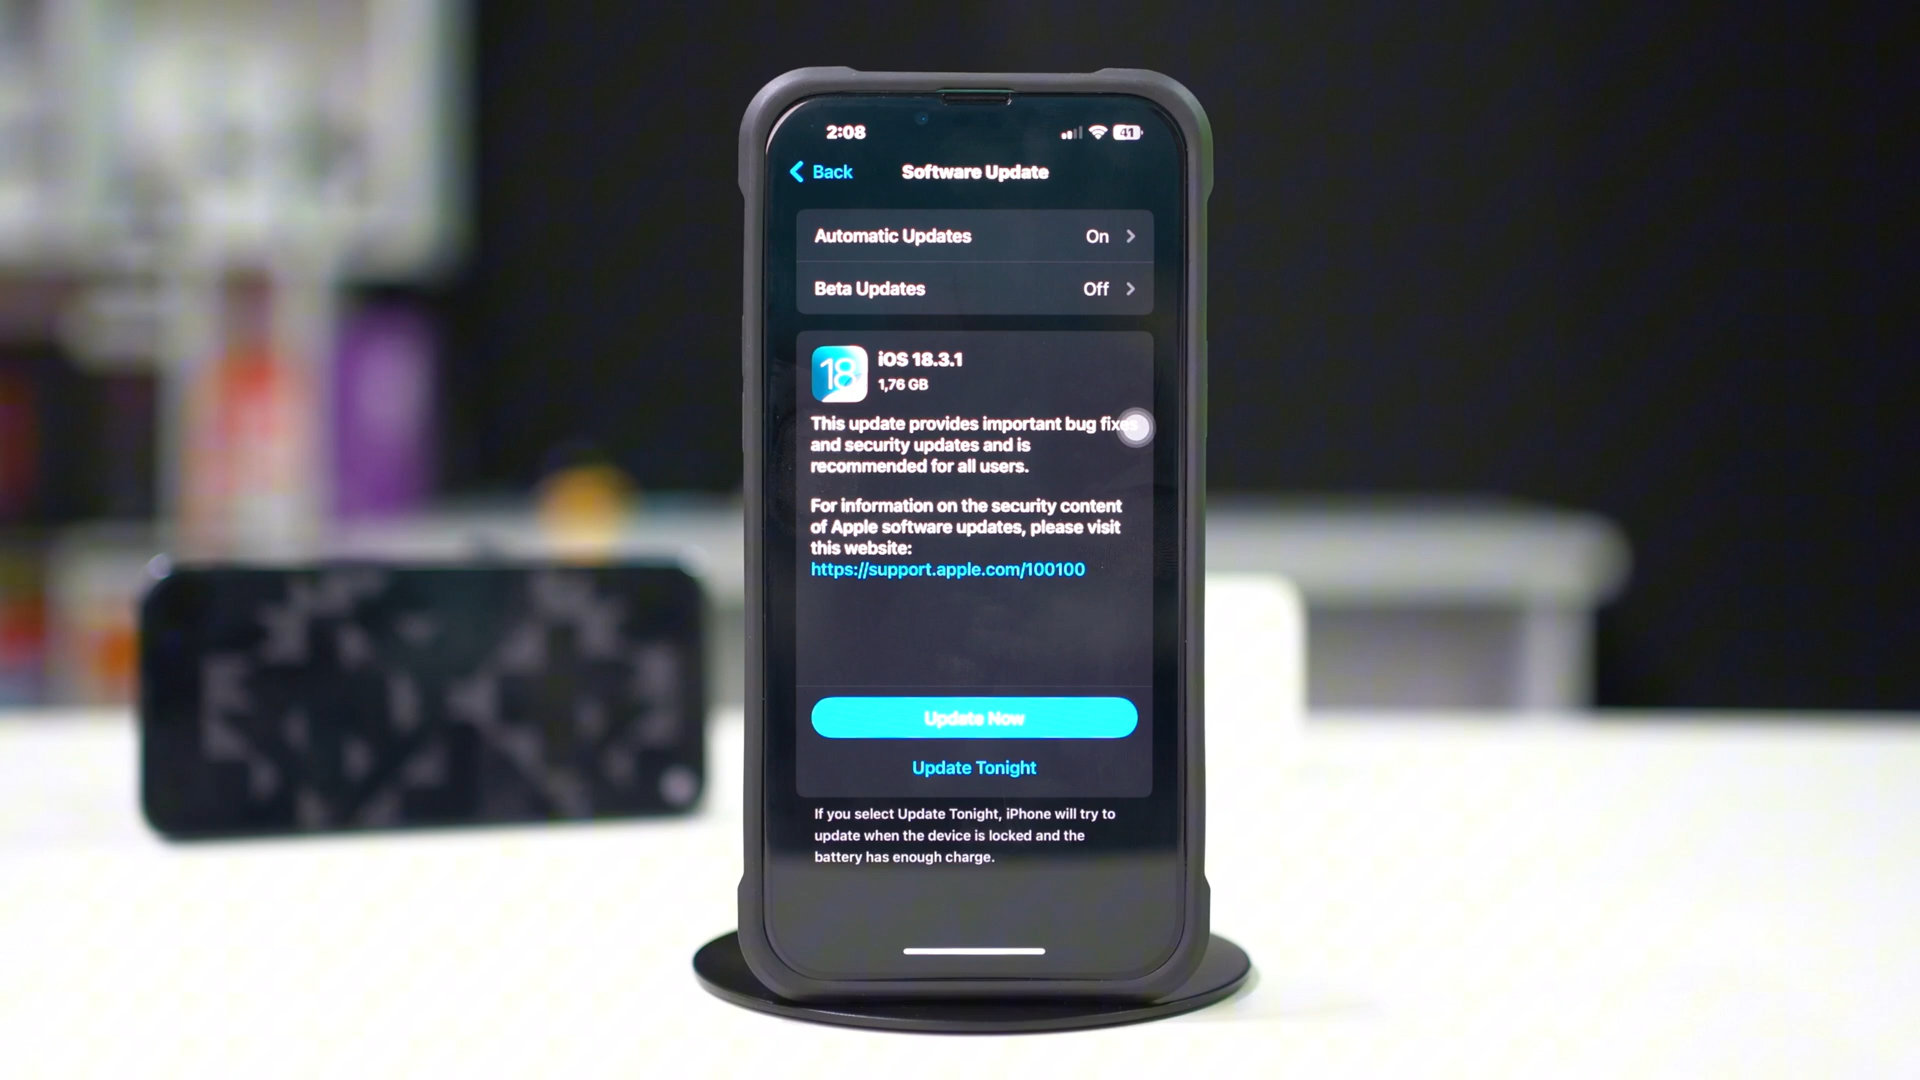 2:08 41
Back Software Update
Automatic Updates On
Beta Updates Off
18 iOS 18.3.1
1,76 GB
This update provides important bug fixes
and security updates and is
recommended for all users.
For information on the security content
of Apple software updates, please visit
this website:
https://support.apple.com/100100
Update Now
Update Tonight
If you select Update Tonight, iPhone will try to
update when the device is locked and the
battery has enough charge.